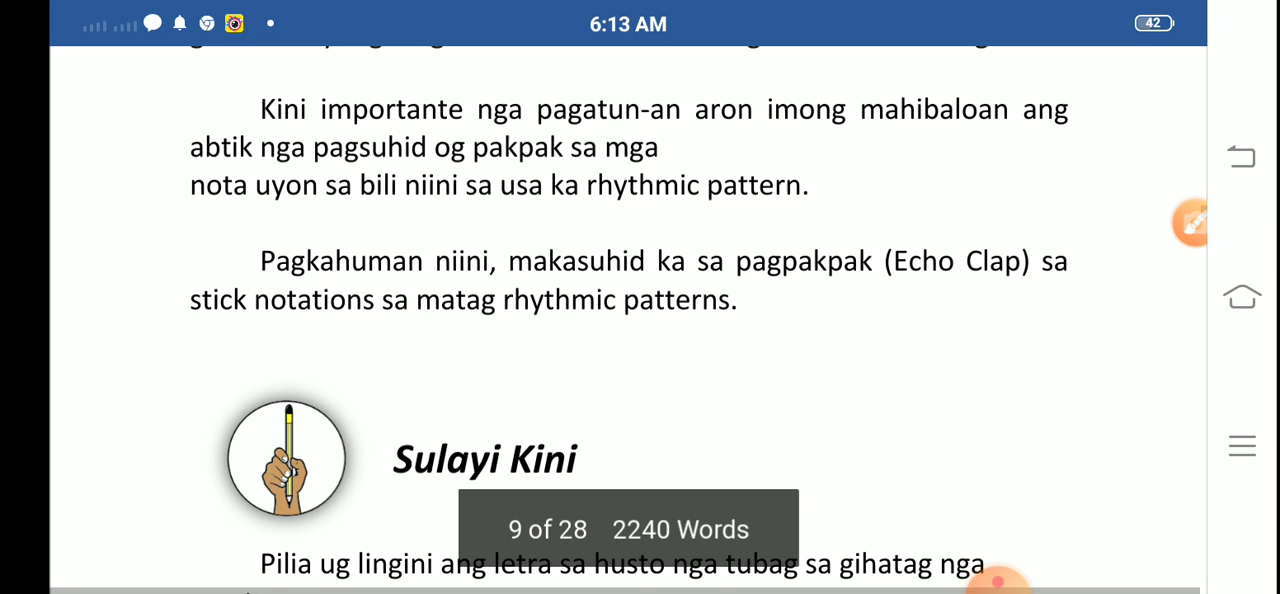 6:13 AM
42
Kini importante nga pagatun-an aron imong mahibaloan ang
abtik nga pagsuhid og pakpak sa mga
nota uyon sa bili niini sa usa ka rhythmic pattern.
Pagkahuman niini, makasuhid ka sa pagpakpak (Echo Clap) sa
stick notations sa matag rhythmic patterns.
Sulayi Kini
9 of 28 2240 Words
Pilia ug lingini ang letra sa husto nga tubag sa gihatag nga